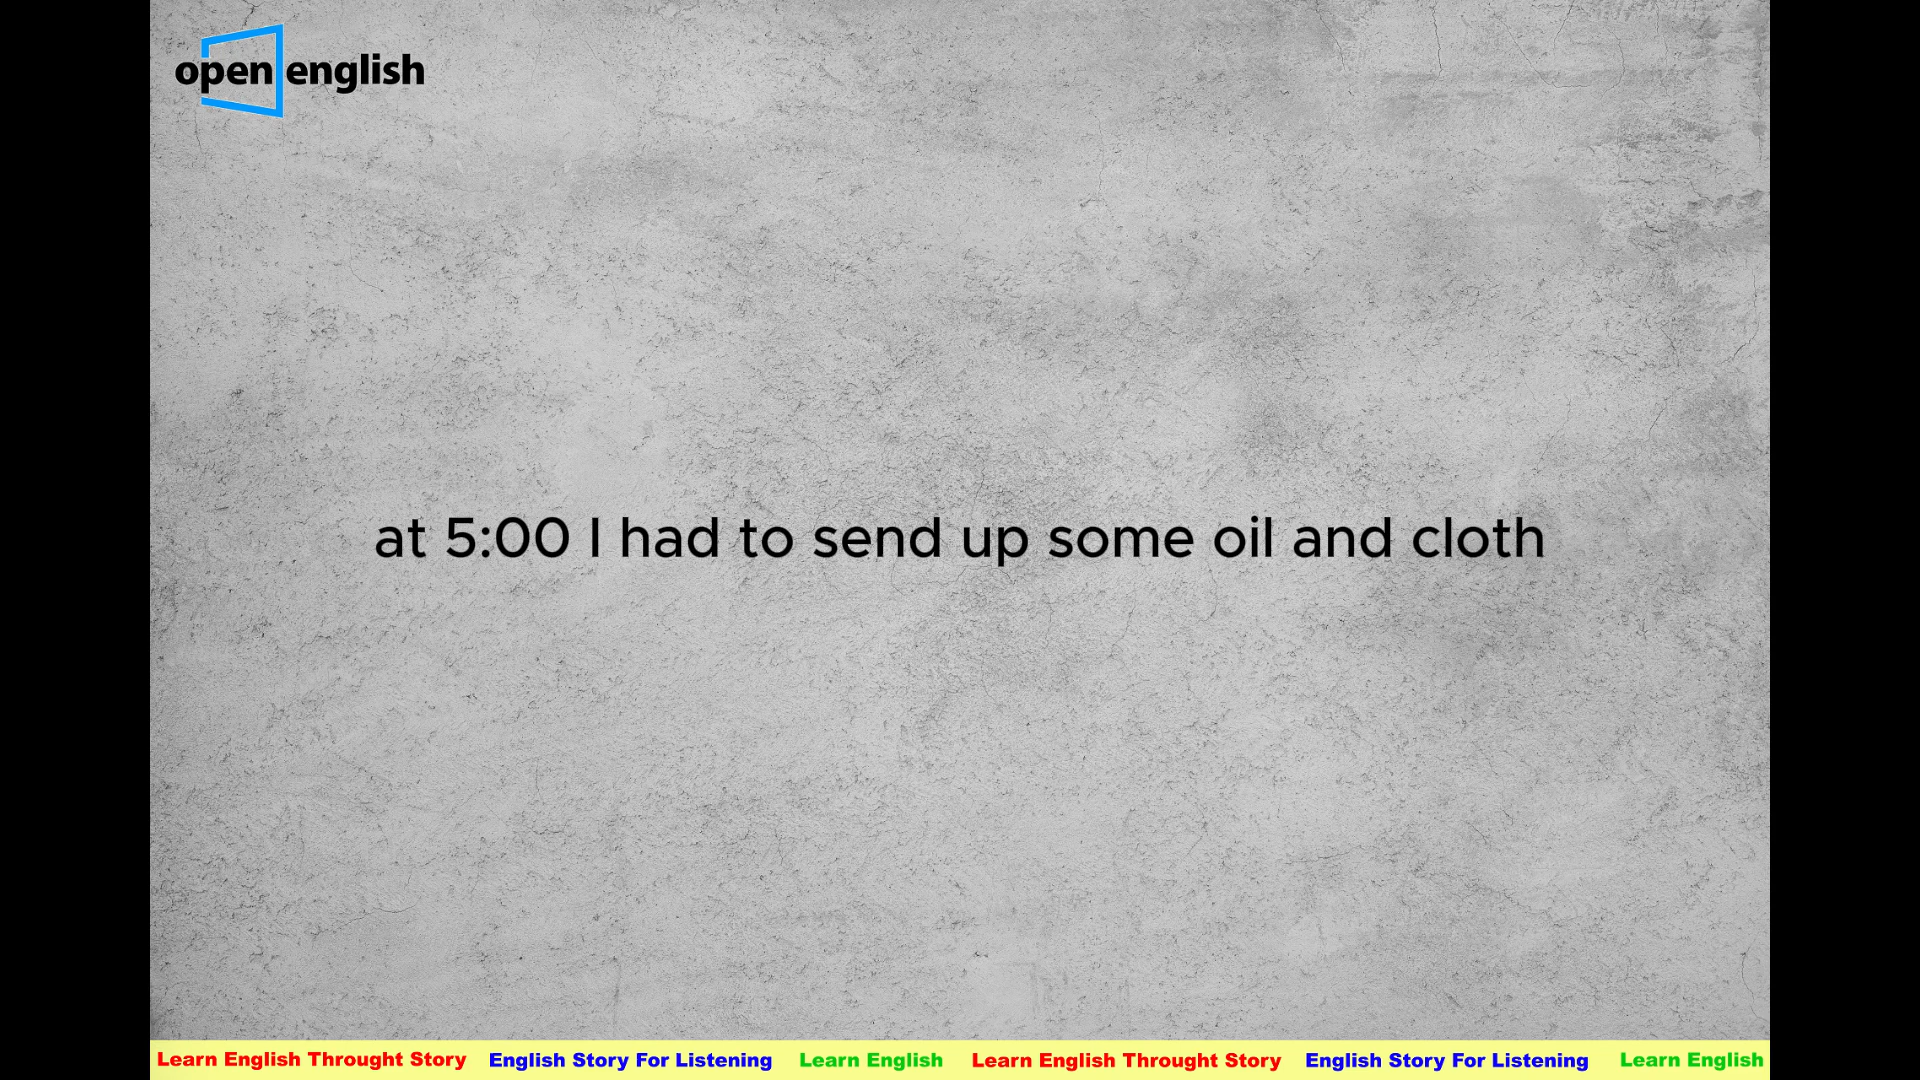 open english
at 5:00 I had to send up some oil and cloth
Learn English Throught Story English Story For Listening Learn English Learn English Throught Story English Story For Listening Learn English